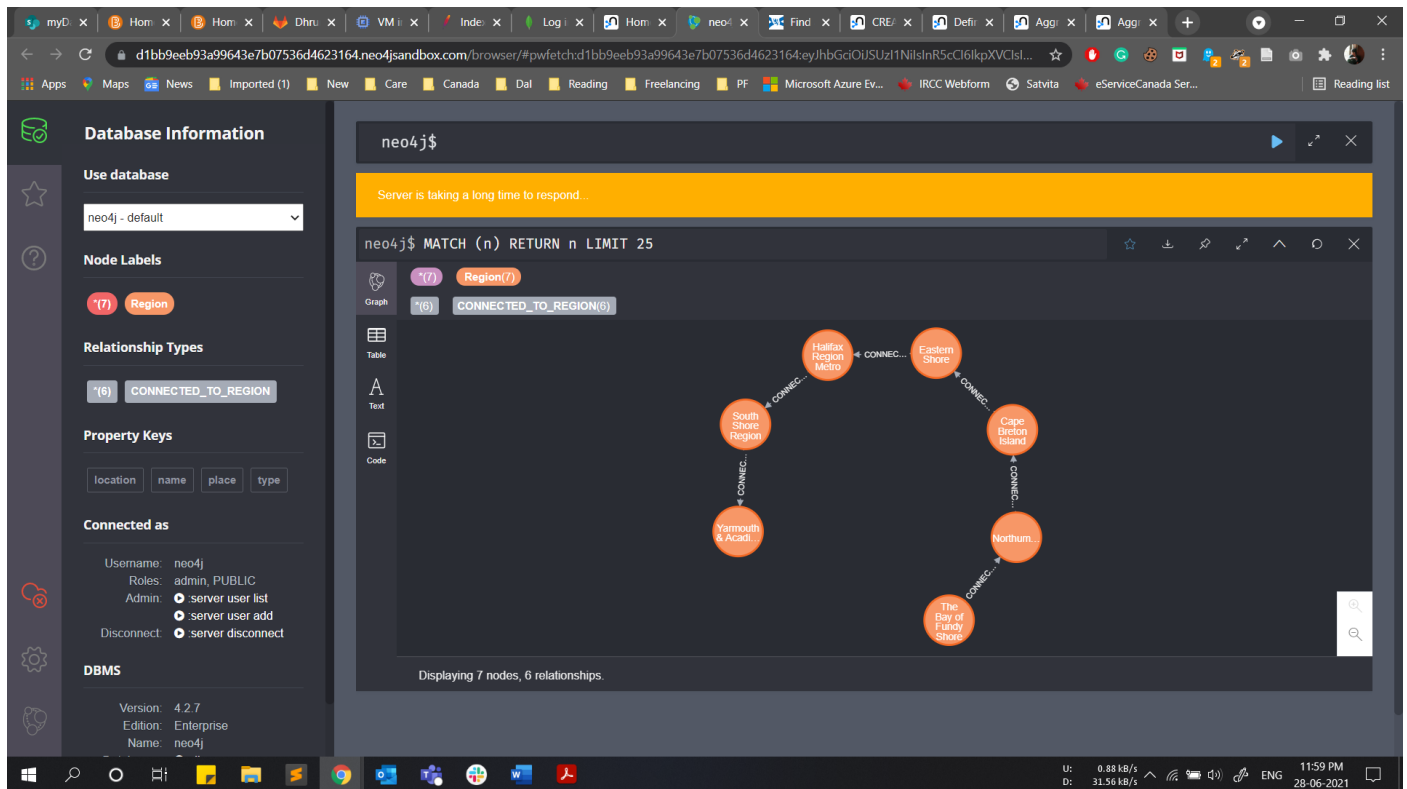 myD
Hom
Hom
Dhru
VM i
Inde
Log i
Hom
neo4
Find
CREA
Defir
Aggr
Aggr
d1bb9eeb93a99643e7b07536d4623164.neo4jsandbox.com/browser/#pwfetch:d1bb9eeb93a99643e7b07536d4623164:eyJhbGciOiJSUzI1NiIsInR5cCI6IkpXVCIsI...
Apps
Maps
News
Imported (1)
New
Care
Canada
Dal
Reading
Freelancing
PF
Microsoft Azure Ev...
IRCC Webform
Satvita
eServiceCanada Ser...
Reading list
Database Information
Use database
neo4j - default
Node Labels
*(7) Region
Relationship Types
*(6) CONNECTED_TO_REGION
Property Keys
location name place type
Connected as
Username: neo4j
Roles: admin, PUBLIC
Admin: :server user list
:server user add
Disconnect: :server disconnect
DBMS
Version: 4.2.7
Edition: Enterprise
Name: neo4j
neo4j$
Server is taking a long time to respond...
neo4j$ MATCH (n) RETURN n LIMIT 25
Graph
Table
Text
Code
*(7) Region(7)
*(6) CONNECTED_TO_REGION(6)
Halifax
Region
Metro
CONNEC...
Eastern
Shore
CONNEC...
CONNEC...
South
Shore
Region
Cape
Breton
Island
CONNEC...
CONNEC...
Yarmouth
& Acadi...
Northum...
CONNEC...
The
Bay of
Fundy
Shore
Displaying 7 nodes, 6 relationships.
U: 0.88 kB/s
D: 31.56 kB/s
ENG
11:59 PM
28-06-2021